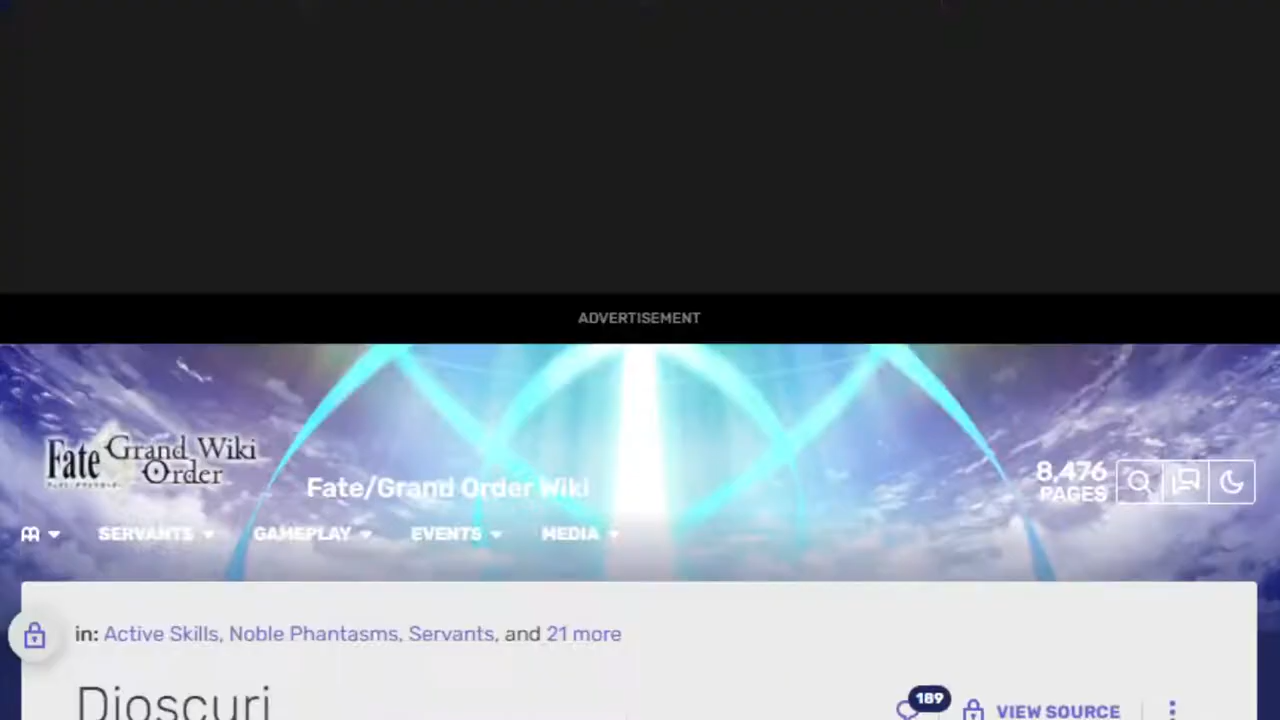 ADVERTISEMENT
Fate Grand Wiki
Order
Fate/Grand Order Wiki
8,476
PAGES
SERVANTS
GAMEPLAY
EVENTS
MEDIA
in: Active Skills, Noble Phantasms, Servants, and 21 more
Dioscuri
189
VIEW SOURCE